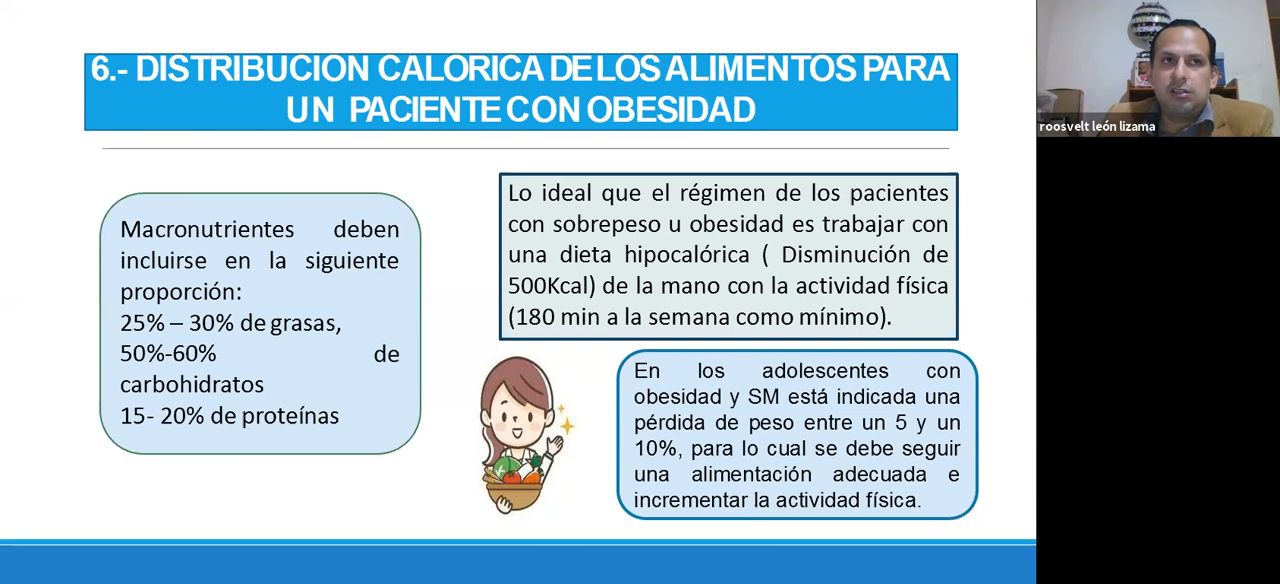 6.- DISTRIBUCION CALORICA DE LOS ALIMENTOS PARA
UN PACIENTE CON OBESIDAD
Macronutrientes deben
incluirse en la siguiente
proporción:
25% – 30% de grasas,
50%-60% de
carbohidratos
15- 20% de proteínas
Lo ideal que el régimen de los pacientes
con sobrepeso u obesidad es trabajar con
una dieta hipocalórica ( Disminución de
500Kcal) de la mano con la actividad física
(180 min a la semana como mínimo).
En los adolescentes con
obesidad y SM está indicada una
pérdida de peso entre un 5 y un
10%, para lo cual se debe seguir
una alimentación adecuada e
incrementar la actividad física.
roosvelt león lizama